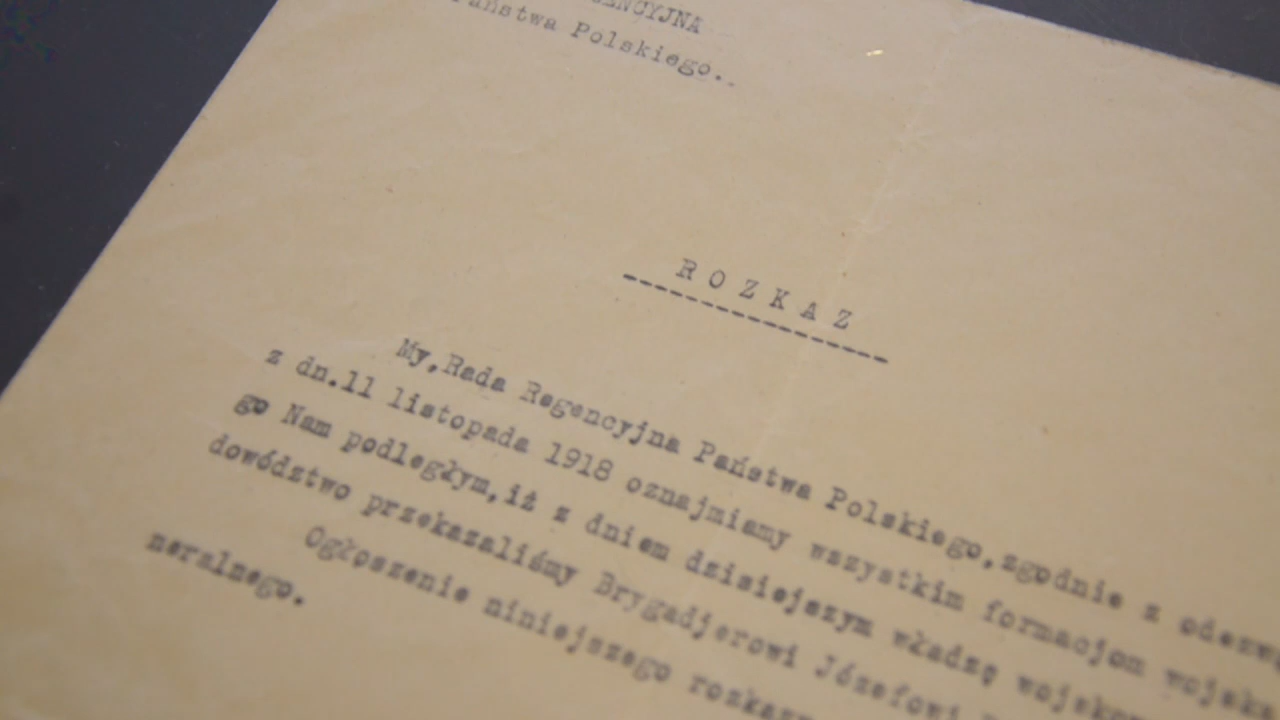 Państwa Polskiego.
ROZKAZ
My,Rada Regencyjna Państwa Polskiego,zgodnie z
z dn.11 listopada 1918 oznajmiamy wszystkim formacjom
go Nam podległym,iż z dniem dzisiejszym władzę
dowództwo przekazaliśmy Brygadjerowi Józefowi
Ogłoszenie niniejszego
neralnego.